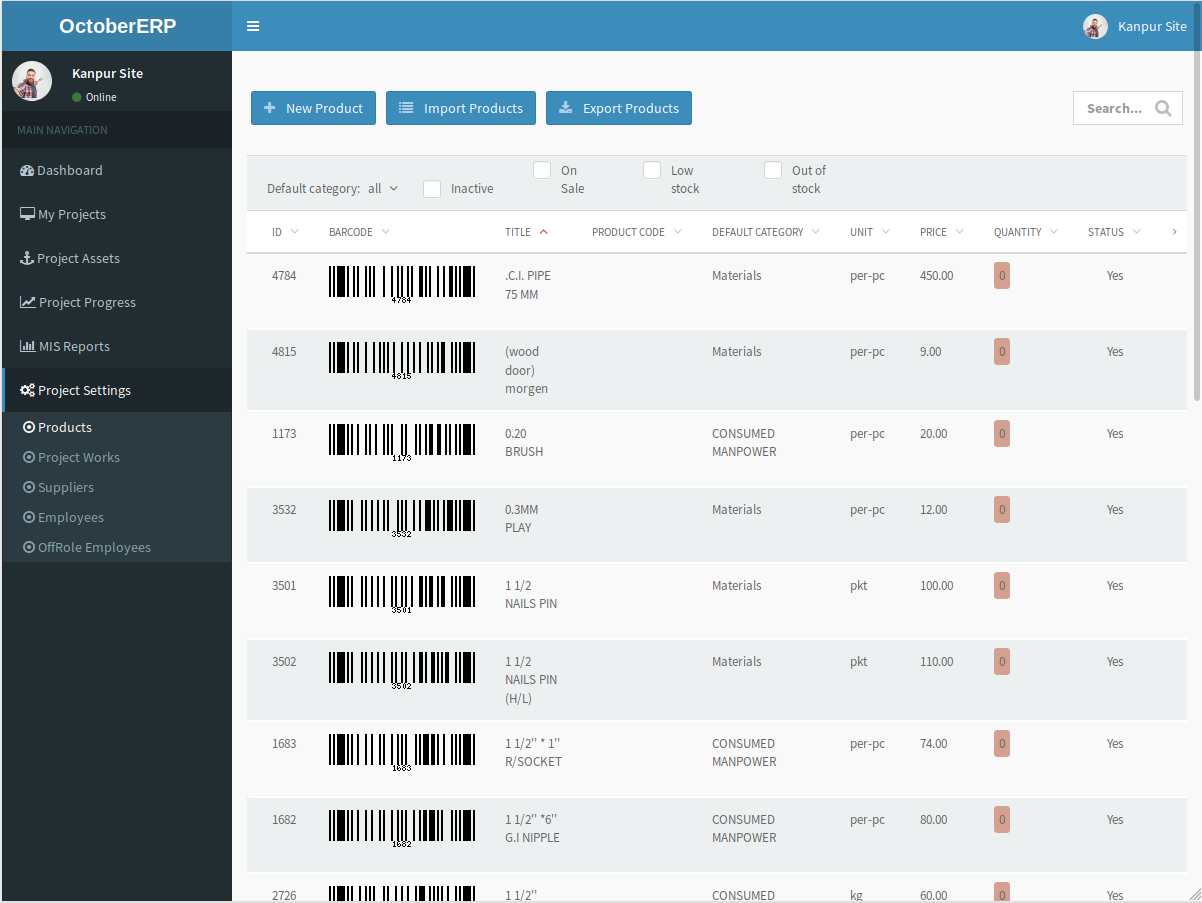 OctoberERP
Kanpur Site
Kanpur Site
Online
MAIN NAVIGATION
Dashboard
My Projects
Project Assets
Project Progress
MIS Reports
Project Settings
Products
Project Works
Suppliers
Employees
OffRole Employees
New Product Import Products Export Products Search...
Default category: all Inactive On Sale Low stock Out of stock
ID BARCODE TITLE PRODUCT CODE DEFAULT CATEGORY UNIT PRICE QUANTITY STATUS
4784 4784 .C.I. PIPE Materials per-pc 450.00 0 Yes
75 MM
4815 4815 (wood Materials per-pc 9.00 0 Yes
door)
morgen
1173 1173 0.20 CONSUMED per-pc 20.00 0 Yes
BRUSH MANPOWER
3532 3532 0.3MM Materials per-pc 12.00 0 Yes
PLAY
3501 3501 1 1/2 Materials pkt 100.00 0 Yes
NAILS PIN
3502 3502 1 1/2 Materials pkt 110.00 0 Yes
NAILS PIN
(H/L)
1683 1683 1 1/2'' * 1'' CONSUMED per-pc 74.00 0 Yes
R/SOCKET MANPOWER
1682 1682 1 1/2'' *6'' CONSUMED per-pc 80.00 0 Yes
G.I NIPPLE MANPOWER
2726 1 1/2'' CONSUMED kg 60.00 0 Yes